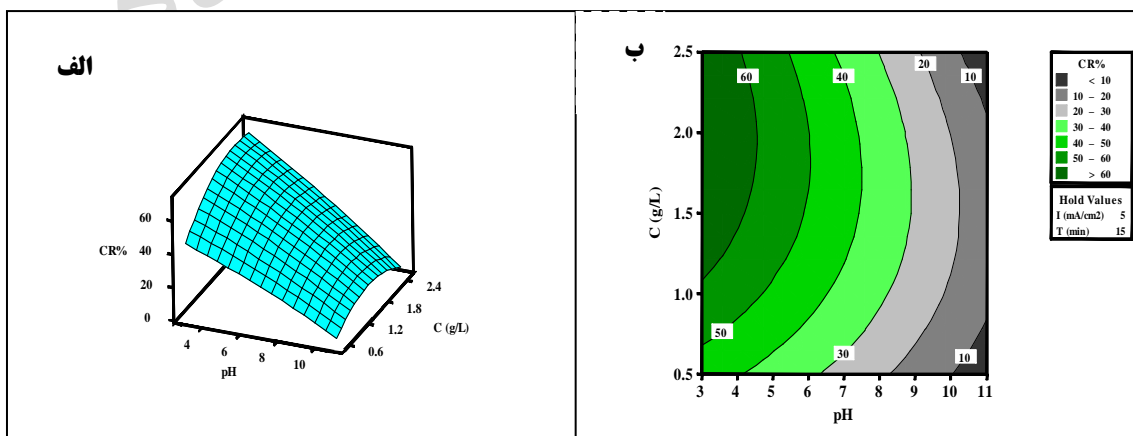 الف
60
40
CR%
20
0
4
6
8
10
pH
0.6
1.2
1.8
2.4
C (g/L)
ب
2.5
2.0
1.5
1.0
0.5
C (g/L)
3 4 5 6 7 8 9 10 11
pH
60
40
20
10
50
30
10
CR%
< 10
10 – 20
20 – 30
30 – 40
40 – 50
50 – 60
> 60
Hold Values
I (mA/cm2) 5
T (min) 15